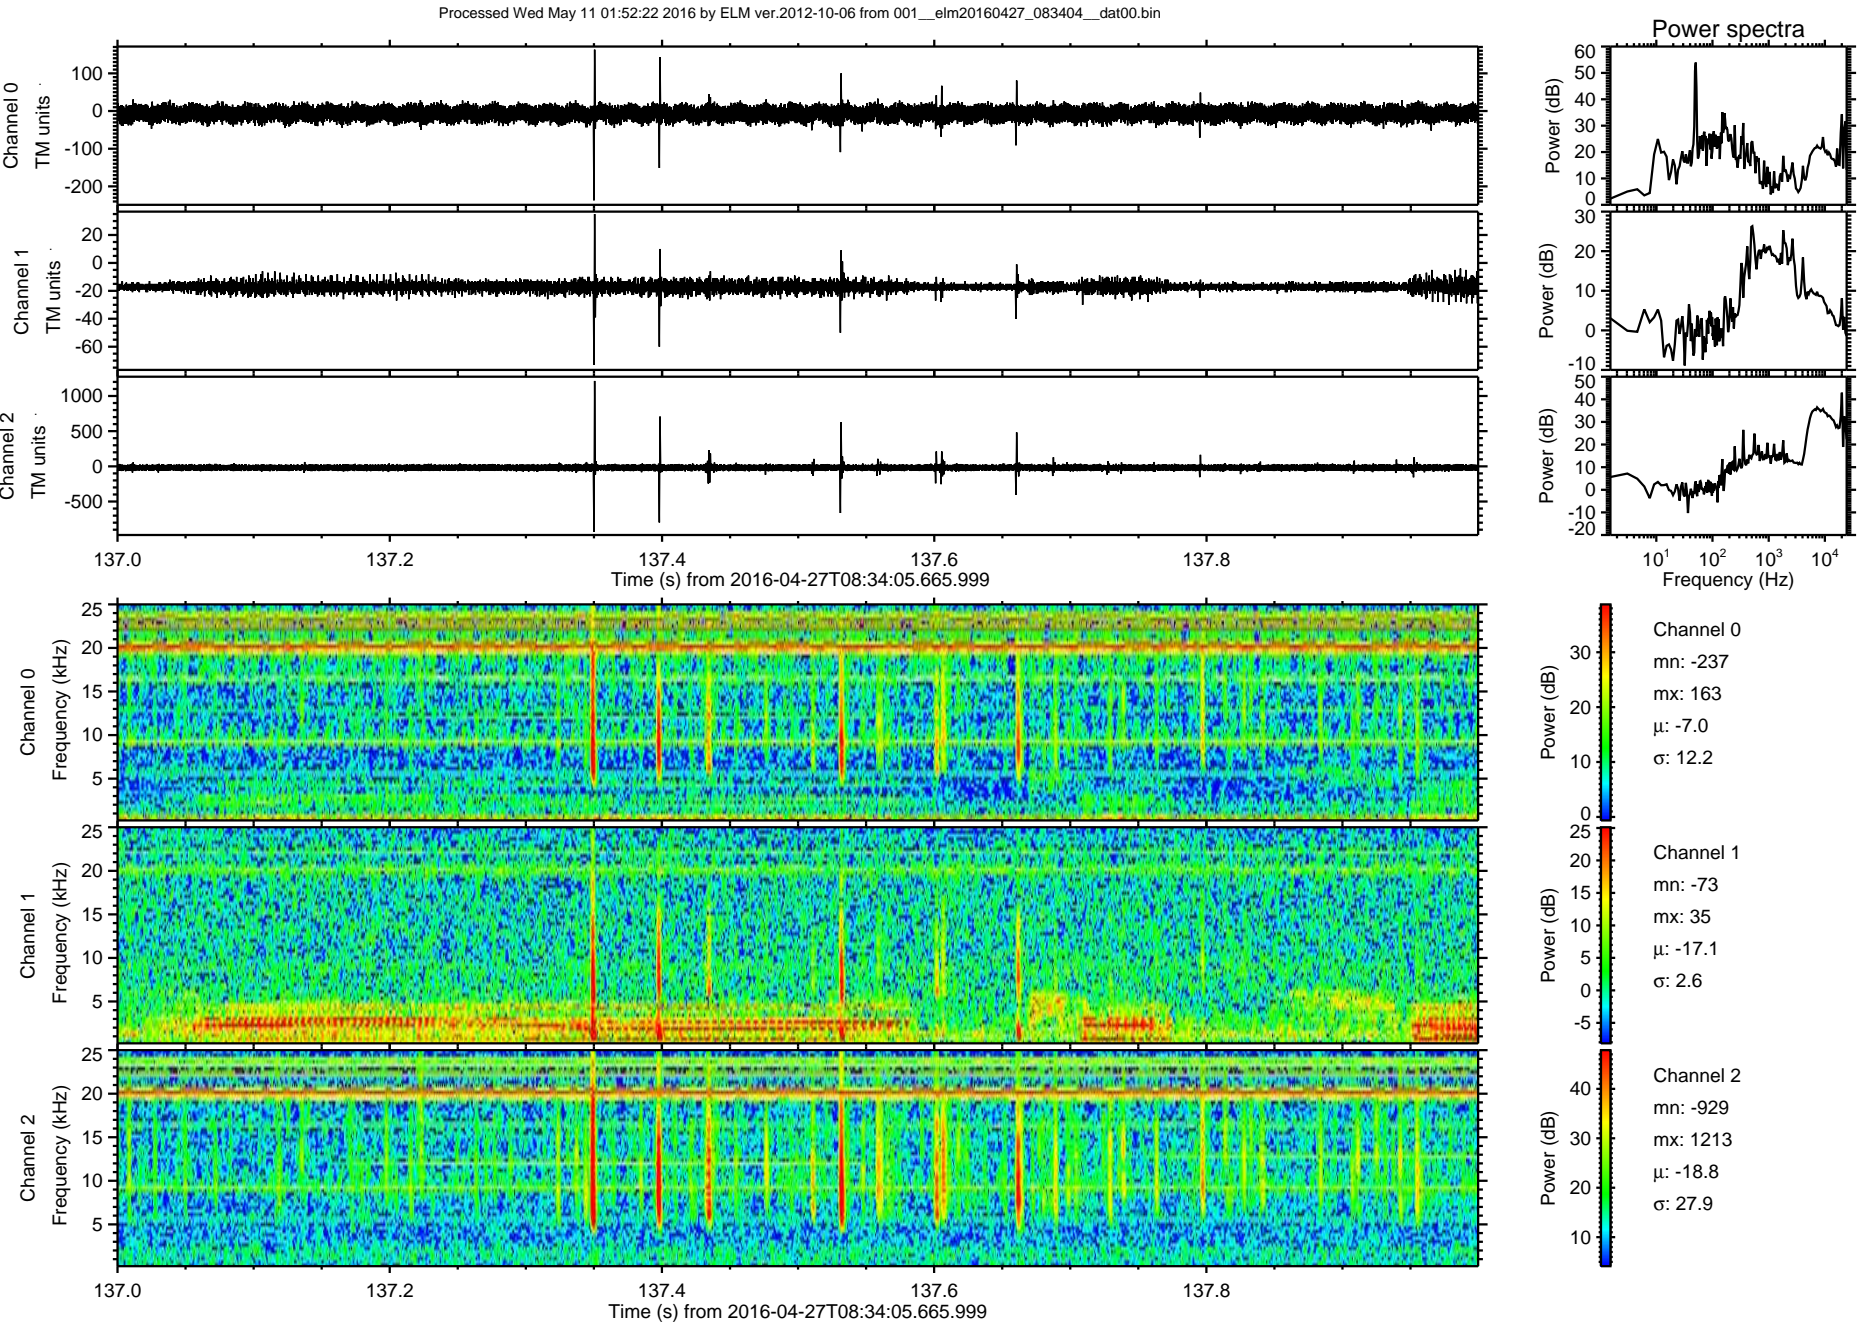 Processed Wed May 11 01:52:22 2016 by ELM ver.2012-10-06 from 001__elm20160427_083404__dat00.bin
Power spectra
Channel 0
TM units
100
0
-100
-200
Power (dB)
60
50
40
30
20
10
0
Channel 1
TM units
20
0
-20
-40
-60
Power (dB)
30
20
10
0
-10
Channel 2
TM units
1000
500
0
-500
Power (dB)
50
40
30
20
10
0
-10
-20
137.0 137.2 137.4 137.6 137.8
Time (s) from 2016-04-27T08:34:05.665.999
10¹ 10² 10³ 10⁴
Frequency (Hz)
Channel 0
Frequency (kHz)
25
20
15
10
5
Power (dB)
30
20
10
0
Channel 0
mn: -237
mx: 163
µ: -7.0
σ: 12.2
Channel 1
Frequency (kHz)
25
20
15
10
5
Power (dB)
25
20
15
10
5
0
-5
Channel 1
mn: -73
mx: 35
µ: -17.1
σ: 2.6
Channel 2
Frequency (kHz)
25
20
15
10
5
Power (dB)
40
30
20
10
Channel 2
mn: -929
mx: 1213
µ: -18.8
σ: 27.9
137.0 137.2 137.4 137.6 137.8
Time (s) from 2016-04-27T08:34:05.665.999